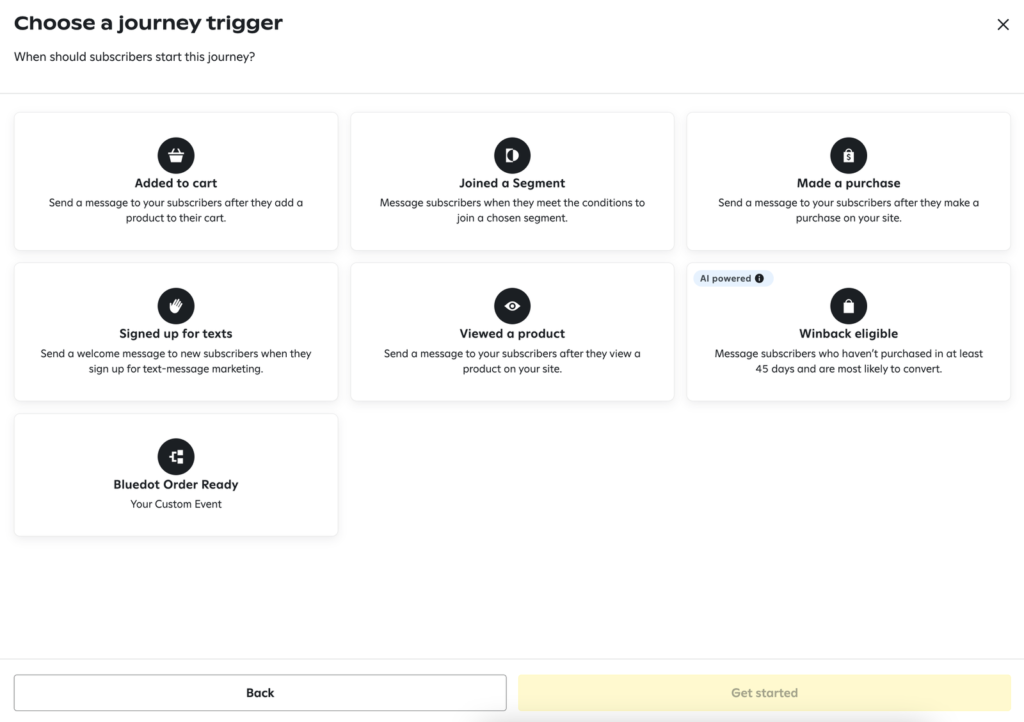 Choose a journey trigger
When should subscribers start this journey?
Added to cart
Send a message to your subscribers after they add a
product to their cart.
Joined a Segment
Message subscribers when they meet the conditions to
join a chosen segment.
Made a purchase
Send a message to your subscribers after they make a
purchase on your site.
Signed up for texts
Send a welcome message to new subscribers when they
sign up for text-message marketing.
Viewed a product
Send a message to your subscribers after they view a
product on your site.
AI powered
Winback eligible
Message subscribers who haven't purchased in at least
45 days and are most likely to convert.
Bluedot Order Ready
Your Custom Event
Back
Get started